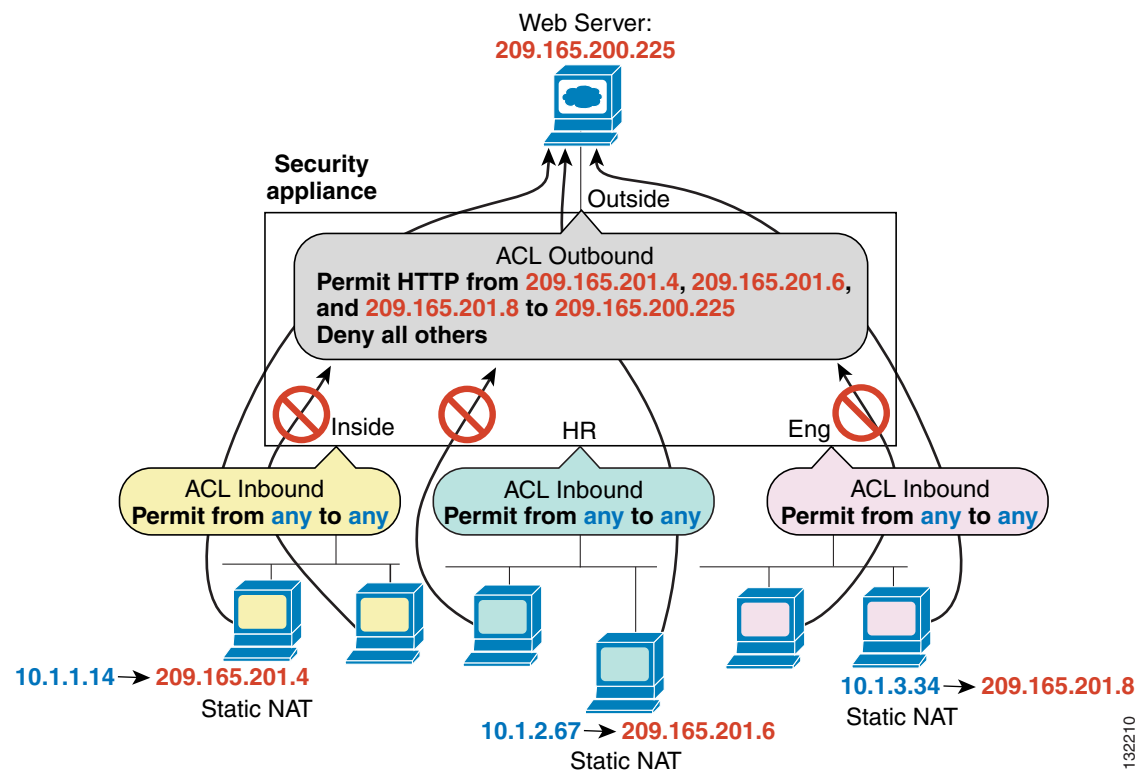 Web Server:
209.165.200.225
Security
appliance
Outside
ACL Outbound
Permit HTTP from 209.165.201.4, 209.165.201.6,
and 209.165.201.8 to 209.165.200.225
Deny all others
Inside
HR
Eng
ACL Inbound
Permit from any to any
ACL Inbound
Permit from any to any
ACL Inbound
Permit from any to any
10.1.1.14 → 209.165.201.4
Static NAT
10.1.2.67 → 209.165.201.6
Static NAT
10.1.3.34 → 209.165.201.8
Static NAT
132210